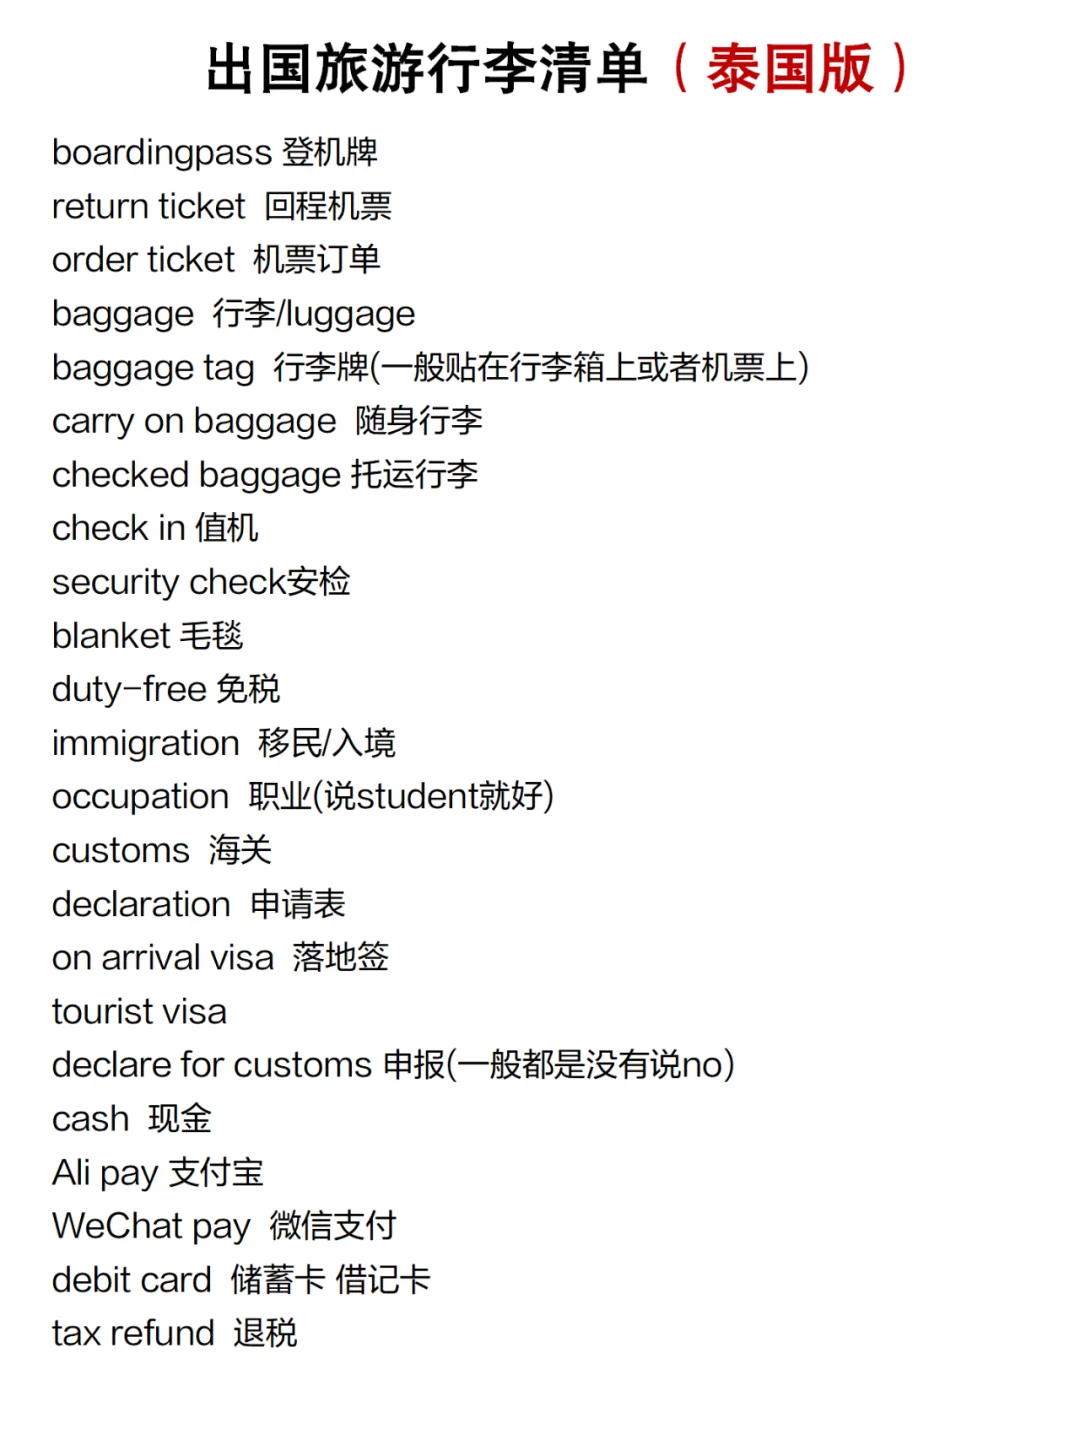 出国旅游行李清单（泰国版）
boardingpass 登机牌
return ticket 回程机票
order ticket 机票订单
baggage 行李/luggage
baggage tag 行李牌(一般贴在行李箱上或者机票上)
carry on baggage 随身行李
checked baggage 托运行李
check in 值机
security check安检
blanket 毛毯
duty-free 免税
immigration 移民/入境
occupation 职业(说student就好)
customs 海关
declaration 申请表
on arrival visa 落地签
tourist visa
declare for customs 申报(一般都是没有说no)
cash 现金
Ali pay 支付宝
WeChat pay 微信支付
debit card 储蓄卡 借记卡
tax refund 退税